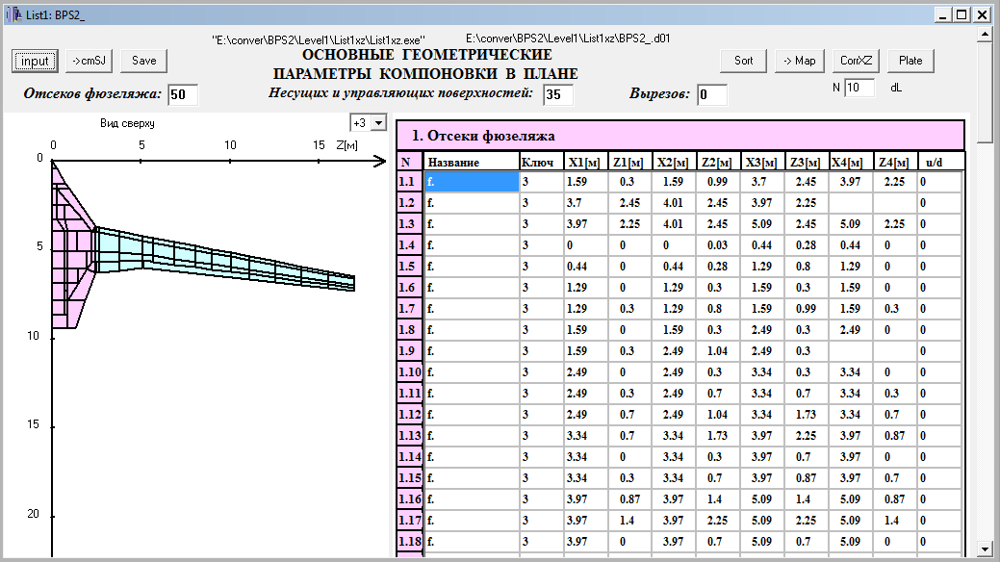 List1: BPS2_
"E:\conver\BPS2\Level1\List1xz\List1xz.exe" E:\conver\BPS2\Level1\List1xz\BPS2_.d01
input ->cmSJ Save ОСНОВНЫЕ ГЕОМЕТРИЧЕСКИЕ Sort -> Map CorrXZ Plate
ПАРАМЕТРЫ КОМПОНОВКИ В ПЛАНЕ
Отсеков фюзеляжа: 50 Несущих и управляющих поверхностей: 35 Вырезов: 0 N 10 dL
Вид сверху +3
0 5 10 15 Z[м]
0
5
10
15
20
1. Отсеки фюзеляжа
N Название Ключ X1[м] Z1[м] X2[м] Z2[м] X3[м] Z3[м] X4[м] Z4[м] u/d
1.1 f. 3 1.59 0.3 1.59 0.99 3.7 2.45 3.97 2.25 0
1.2 f. 3 3.7 2.45 4.01 2.45 3.97 2.25 0
1.3 f. 3 3.97 2.25 4.01 2.45 5.09 2.45 5.09 2.25 0
1.4 f. 3 0 0 0 0.03 0.44 0.28 0.44 0 0
1.5 f. 3 0.44 0 0.44 0.28 1.29 0.8 1.29 0 0
1.6 f. 3 1.29 0 1.29 0.3 1.59 0.3 1.59 0 0
1.7 f. 3 1.29 0.3 1.29 0.8 1.59 0.99 1.59 0.3 0
1.8 f. 3 1.59 0 1.59 0.3 2.49 0.3 2.49 0 0
1.9 f. 3 1.59 0.3 2.49 1.04 2.49 0.3 0
1.10 f. 3 2.49 0 2.49 0.3 3.34 0.3 3.34 0 0
1.11 f. 3 2.49 0.3 2.49 0.7 3.34 0.7 3.34 0.3 0
1.12 f. 3 2.49 0.7 2.49 1.04 3.34 1.73 3.34 0.7 0
1.13 f. 3 3.34 0.7 3.34 1.73 3.97 2.25 3.97 0.87 0
1.14 f. 3 3.34 0 3.34 0.3 3.97 0.7 3.97 0 0
1.15 f. 3 3.34 0.3 3.34 0.7 3.97 0.87 3.97 0.7 0
1.16 f. 3 3.97 0.87 3.97 1.4 5.09 1.4 5.09 0.87 0
1.17 f. 3 3.97 1.4 3.97 2.25 5.09 2.25 5.09 1.4 0
1.18 f. 3 3.97 0 3.97 0.7 5.09 0.7 5.09 0 0